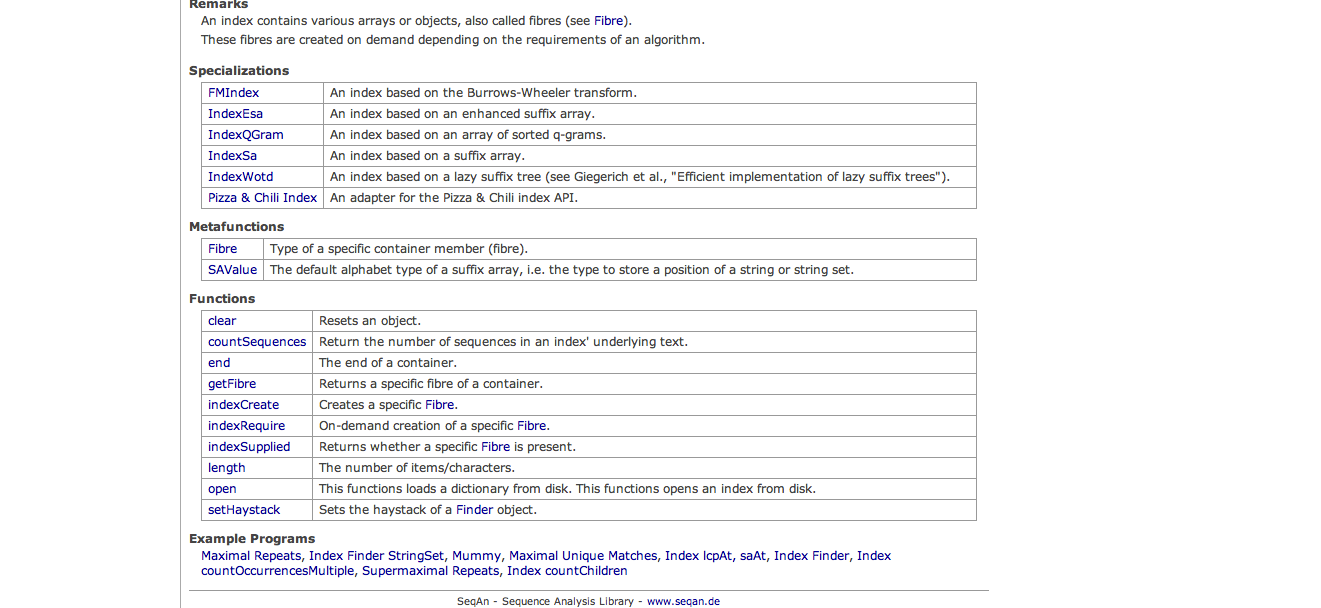 Remarks
An index contains various arrays or objects, also called fibres (see Fibre).
These fibres are created on demand depending on the requirements of an algorithm.
Specializations
FMIndex An index based on the Burrows-Wheeler transform.
IndexEsa An index based on an enhanced suffix array.
IndexQGram An index based on an array of sorted q-grams.
IndexSa An index based on a suffix array.
IndexWotd An index based on a lazy suffix tree (see Giegerich et al., "Efficient implementation of lazy suffix trees").
Pizza & Chili Index An adapter for the Pizza & Chili index API.
Metafunctions
Fibre Type of a specific container member (fibre).
SAValue The default alphabet type of a suffix array, i.e. the type to store a position of a string or string set.
Functions
clear Resets an object.
countSequences Return the number of sequences in an index' underlying text.
end The end of a container.
getFibre Returns a specific fibre of a container.
indexCreate Creates a specific Fibre.
indexRequire On-demand creation of a specific Fibre.
indexSupplied Returns whether a specific Fibre is present.
length The number of items/characters.
open This functions loads a dictionary from disk. This functions opens an index from disk.
setHaystack Sets the haystack of a Finder object.
Example Programs
Maximal Repeats, Index Finder StringSet, Mummy, Maximal Unique Matches, Index lcpAt, saAt, Index Finder, Index
countOccurrencesMultiple, Supermaximal Repeats, Index countChildren
SeqAn - Sequence Analysis Library - www.seqan.de